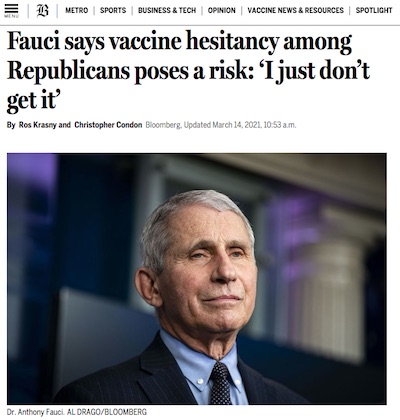 MENU
B
METRO | SPORTS | BUSINESS & TECH | OPINION | VACCINE NEWS & RESOURCES | SPOTLIGHT
Fauci says vaccine hesitancy among
Republicans poses a risk: ‘I just don’t
get it’
By Ros Krasny and Christopher Condon Bloomberg, Updated March 14, 2021, 10:53 a.m.
Dr. Anthony Fauci. AL DRAGO/BLOOMBERG